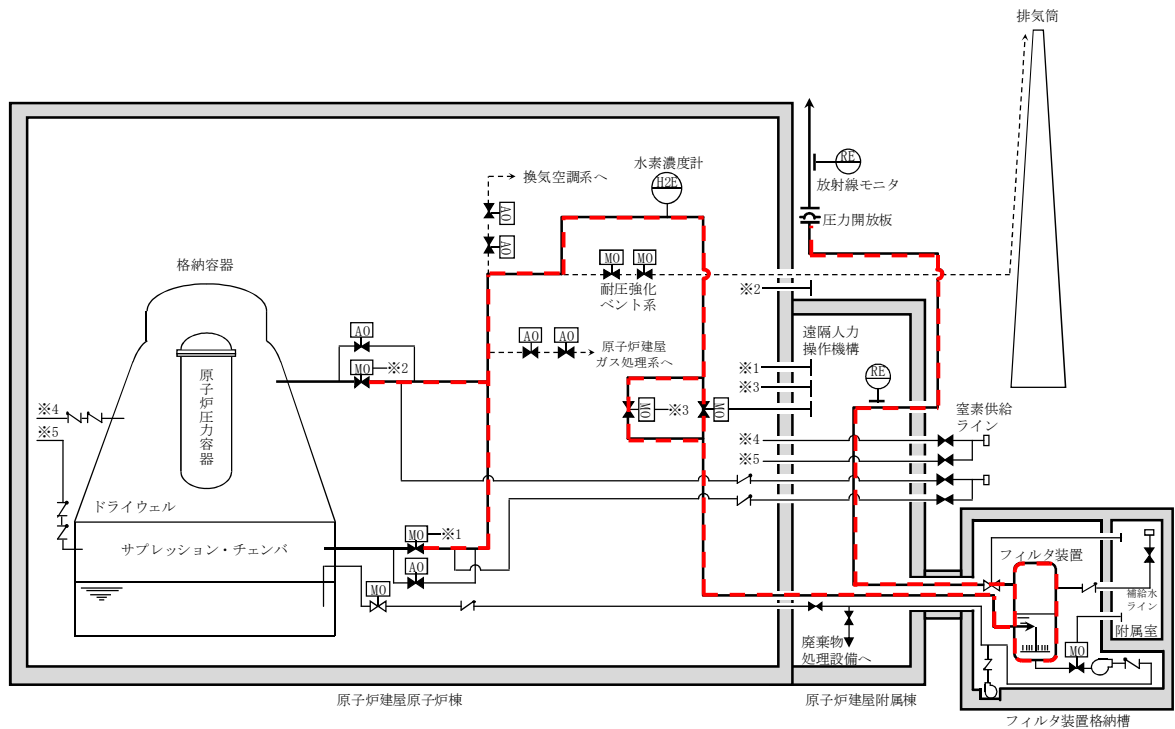 排気筒
水素濃度計
H2E
RE
放射線モニタ
換気空調系へ
AO
AO
圧力開放板
格納容器
MO
MO
耐圧強化
ベント系
※2
AO
AO
AO
原子炉建屋
ガス処理系へ
遠隔人力
操作機構
MO
※2
※1
RE
原子炉圧力容器
※3
MO
※3
MO
※4
※5
窒素供給
ライン
※4
※5
ドライウェル
サプレッション・チェンバ
MO
※1
AO
MO
フィルタ装置
補給水
ライン
附属室
MO
廃棄物
処理設備へ
原子炉建屋原子炉棟
原子炉建屋附属棟
フィルタ装置格納槽